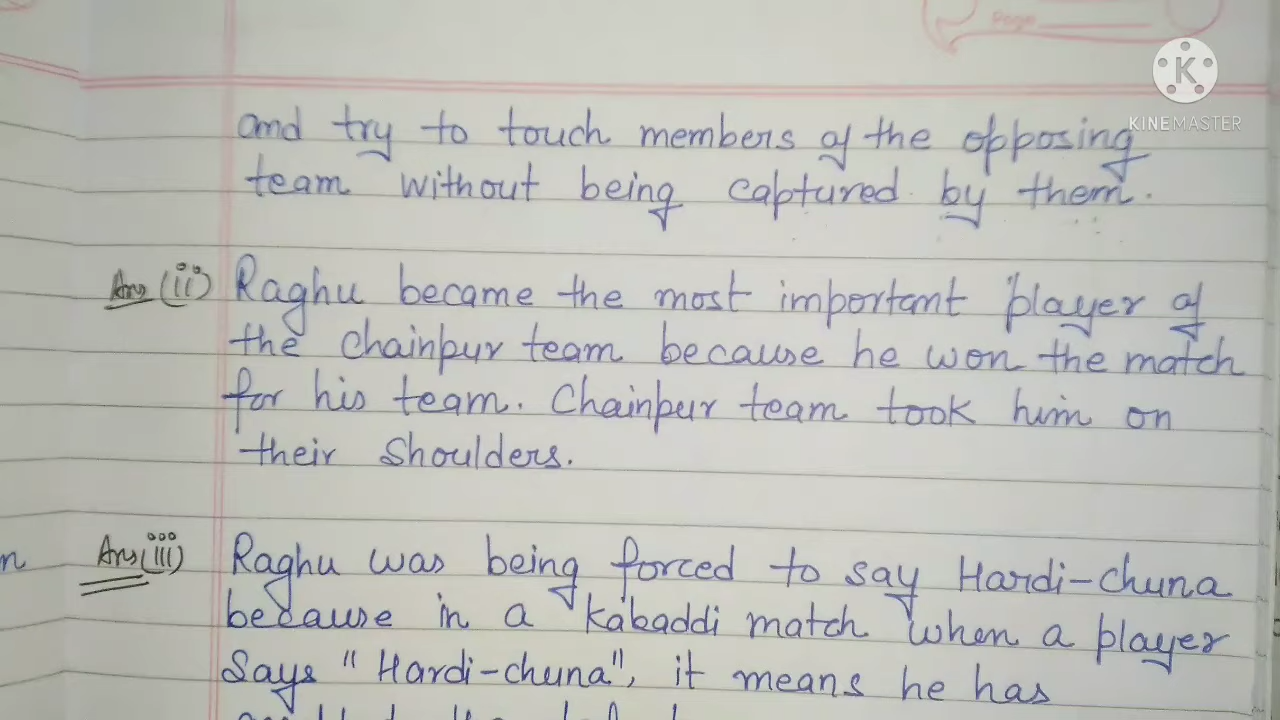 Page
K
KINEMASTER
and try to touch members of the opposing
team without being captured by them.
Ans (ii) Raghu became the most important player of
the Chainpur team because he won the match
for his team. Chainpur team took him on
their Shoulders.
n Ans (iii) Raghu was being forced to say Hardi-chuna
because in a kabaddi match when a player
Says "Hardi-chuna", it means he has